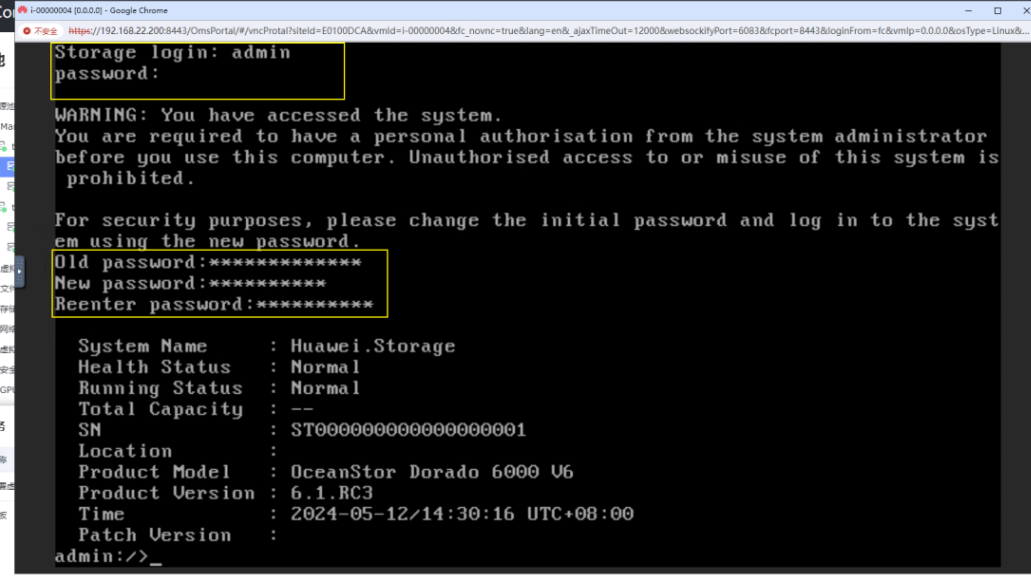 i-00000004 [0.0.0.0] - Google Chrome
不安全 https://192.168.22.200:8443/OmsPortal/#/vncProtal?siteId=E0100DCA&vmId=i-00000004&fc_novnc=true&lang=en&_ajaxTimeOut=12000&websockifyPort=6083&fcport=8443&loginFrom=fc&vmIp=0.0.0.0&osType=Linux&...
Storage login: admin
password:
WARNING: You have accessed the system.
You are required to have a personal authorisation from the system administrator
before you use this computer. Unauthorised access to or misuse of this system is
prohibited.
For security purposes, please change the initial password and log in to the syst
em using the new password.
Old password:*************
New password:**********
Reenter password:**********
System Name : Huawei.Storage
Health Status : Normal
Running Status : Normal
Total Capacity : --
SN : ST0000000000000000001
Location :
Product Model : OceanStor Dorado 6000 V6
Product Version : 6.1.RC3
Time : 2024-05-12/14:30:16 UTC+08:00
Patch Version :
admin:/>_